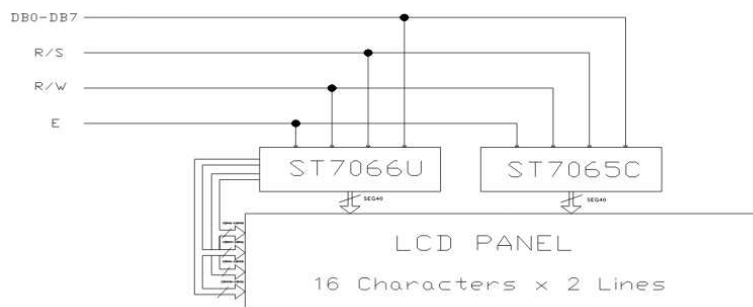 DB0-DB7
R/S
R/W
E
ST7066U
ST7065C
SEG40
SEG40
LCD PANEL
16 Characters x 2 Lines